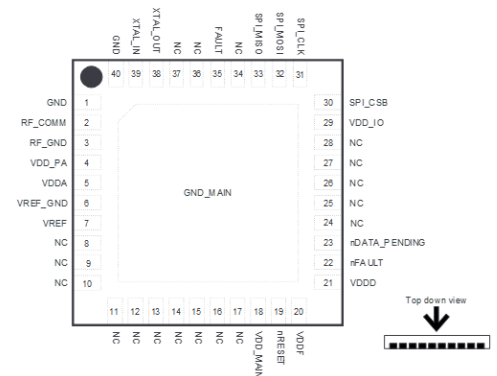 GND
XTAL_IN
XTAL_OUT
NC
NC
FAULT
NC
SPI_MISO
SPI_MOSI
SPI_CLK
40 39 38 37 36 35 34 33 32 31
GND 1
RF_COMM 2
RF_GND 3
VDD_PA 4
VDDA 5
VREF_GND 6
VREF 7
NC 8
NC 9
NC 10
GND_MAIN
30 SPI_CSB
29 VDD_IO
28 NC
27 NC
26 NC
25 NC
24 NC
23 nDATA_PENDING
22 nFAULT
21 VDDD
11 12 13 14 15 16 17 18 19 20
NC
NC
NC
NC
NC
NC
NC
VDD_MAIN
nRESET
VDDF
Top down view